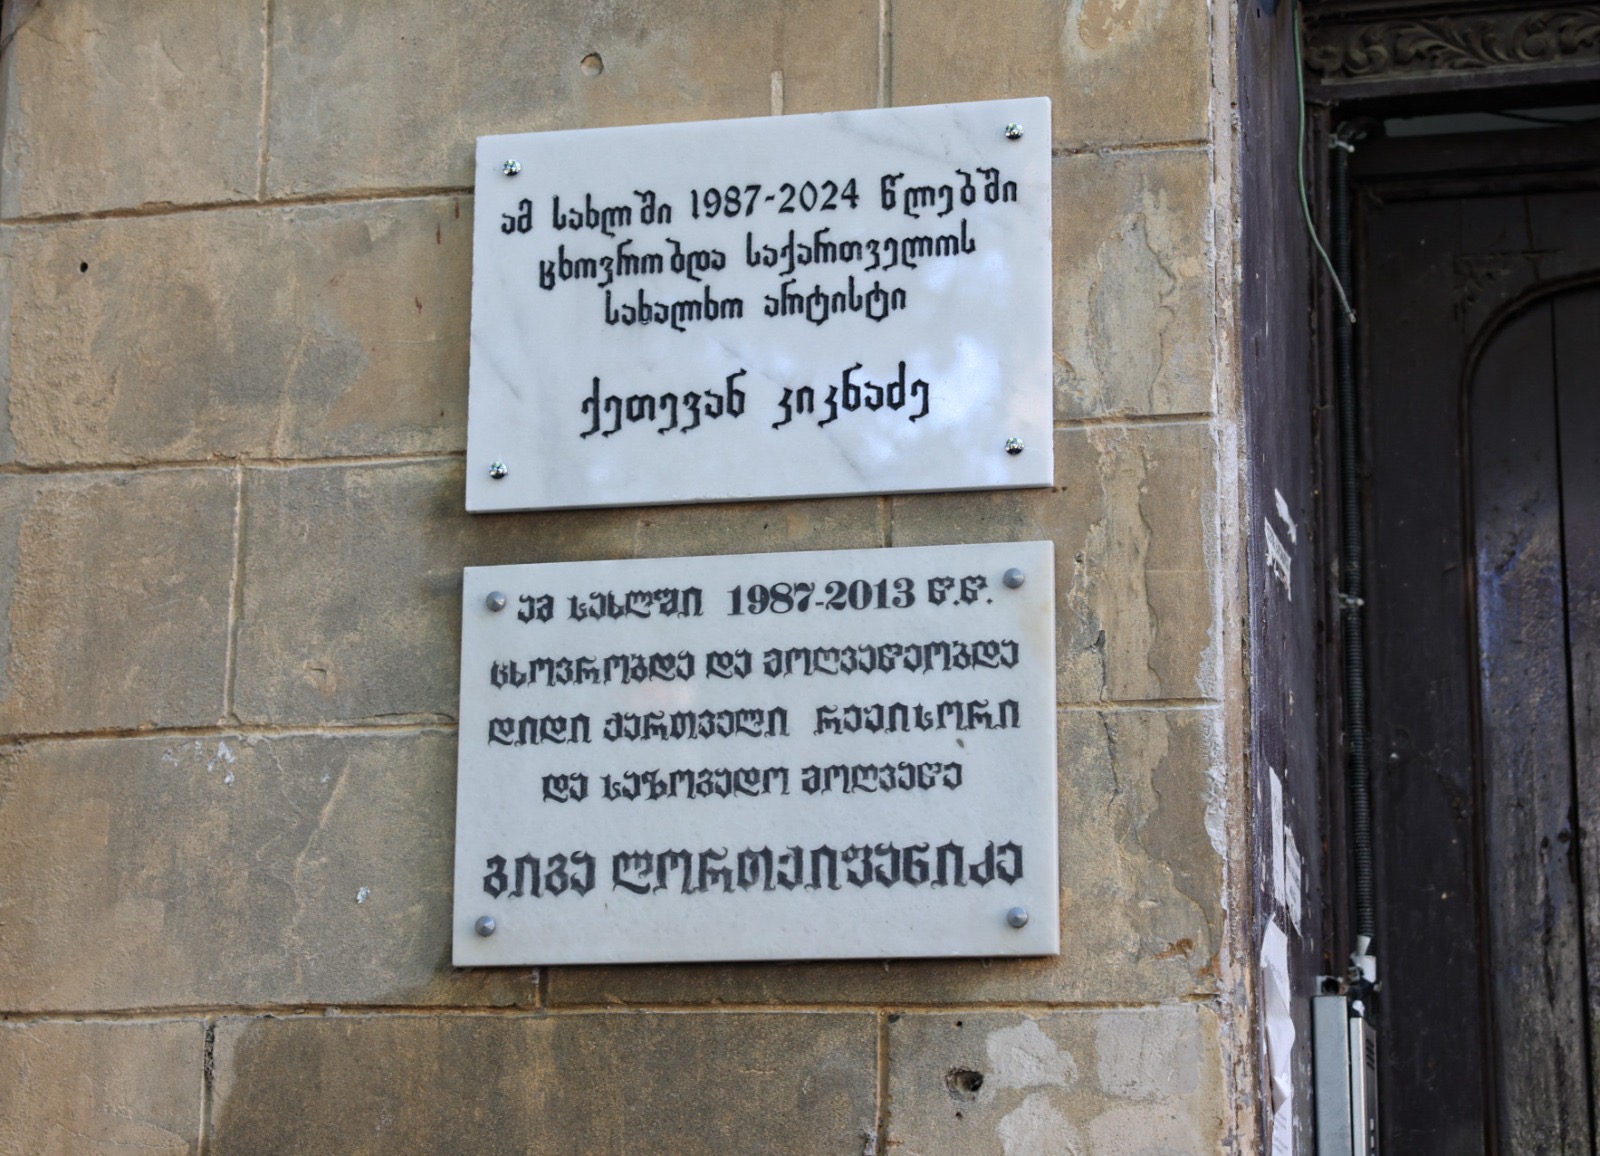 ამ სახლში 1987-2024 წლებში
ცხოვრობდა საქართველოს
სახალხო არტისტი
ქეთევან კიკნაძე
ამ სახლში 1987-2013 წ.წ.
ცხოვრობდა და მოღვაწეობდა
დიდი ქართველი რეჟისორი
და საზოგადო მოღვაწე
გიგა ლორთქიფანიძე